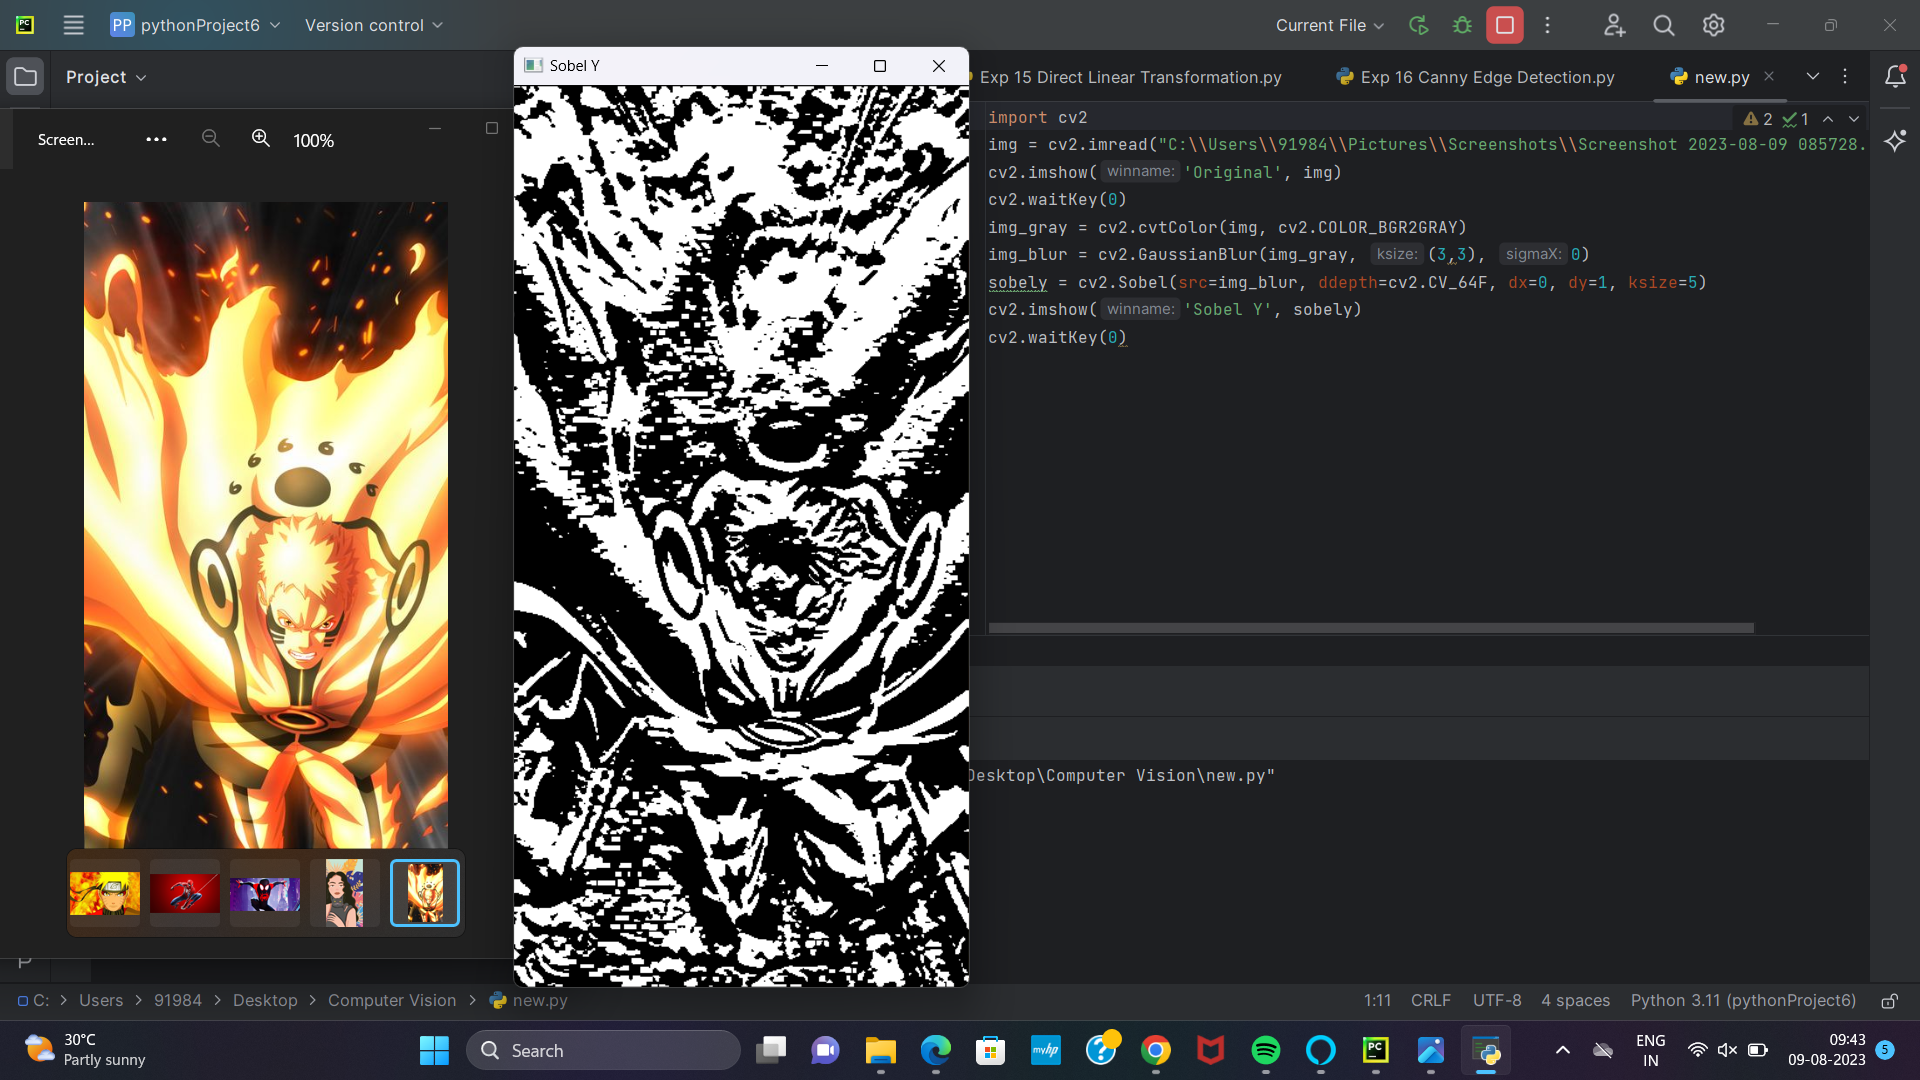 PC
PP pythonProject6
Version control
Current File
Project
Sobel Y
Exp 15 Direct Linear Transformation.py
Exp 16 Canny Edge Detection.py
new.py
Screen...
100%
import cv2
2 1
img = cv2.imread("C:\\Users\\91984\\Pictures\\Screenshots\\Screenshot 2023-08-09 085728.
cv2.imshow( winname: 'Original', img)
cv2.waitKey(0)
img_gray = cv2.cvtColor(img, cv2.COLOR_BGR2GRAY)
img_blur = cv2.GaussianBlur(img_gray, ksize: (3,3), sigmaX: 0)
sobely = cv2.Sobel(src=img_blur, ddepth=cv2.CV_64F, dx=0, dy=1, ksize=5)
cv2.imshow( winname: 'Sobel Y', sobely)
cv2.waitKey(0)
Desktop\Computer Vision\new.py"
C: > Users > 91984 > Desktop > Computer Vision > new.py
1:11 CRLF UTF-8 4 spaces Python 3.11 (pythonProject6)
30°C
Partly sunny
Search
myhp
PC
ENG
IN
09:43
09-08-2023
5